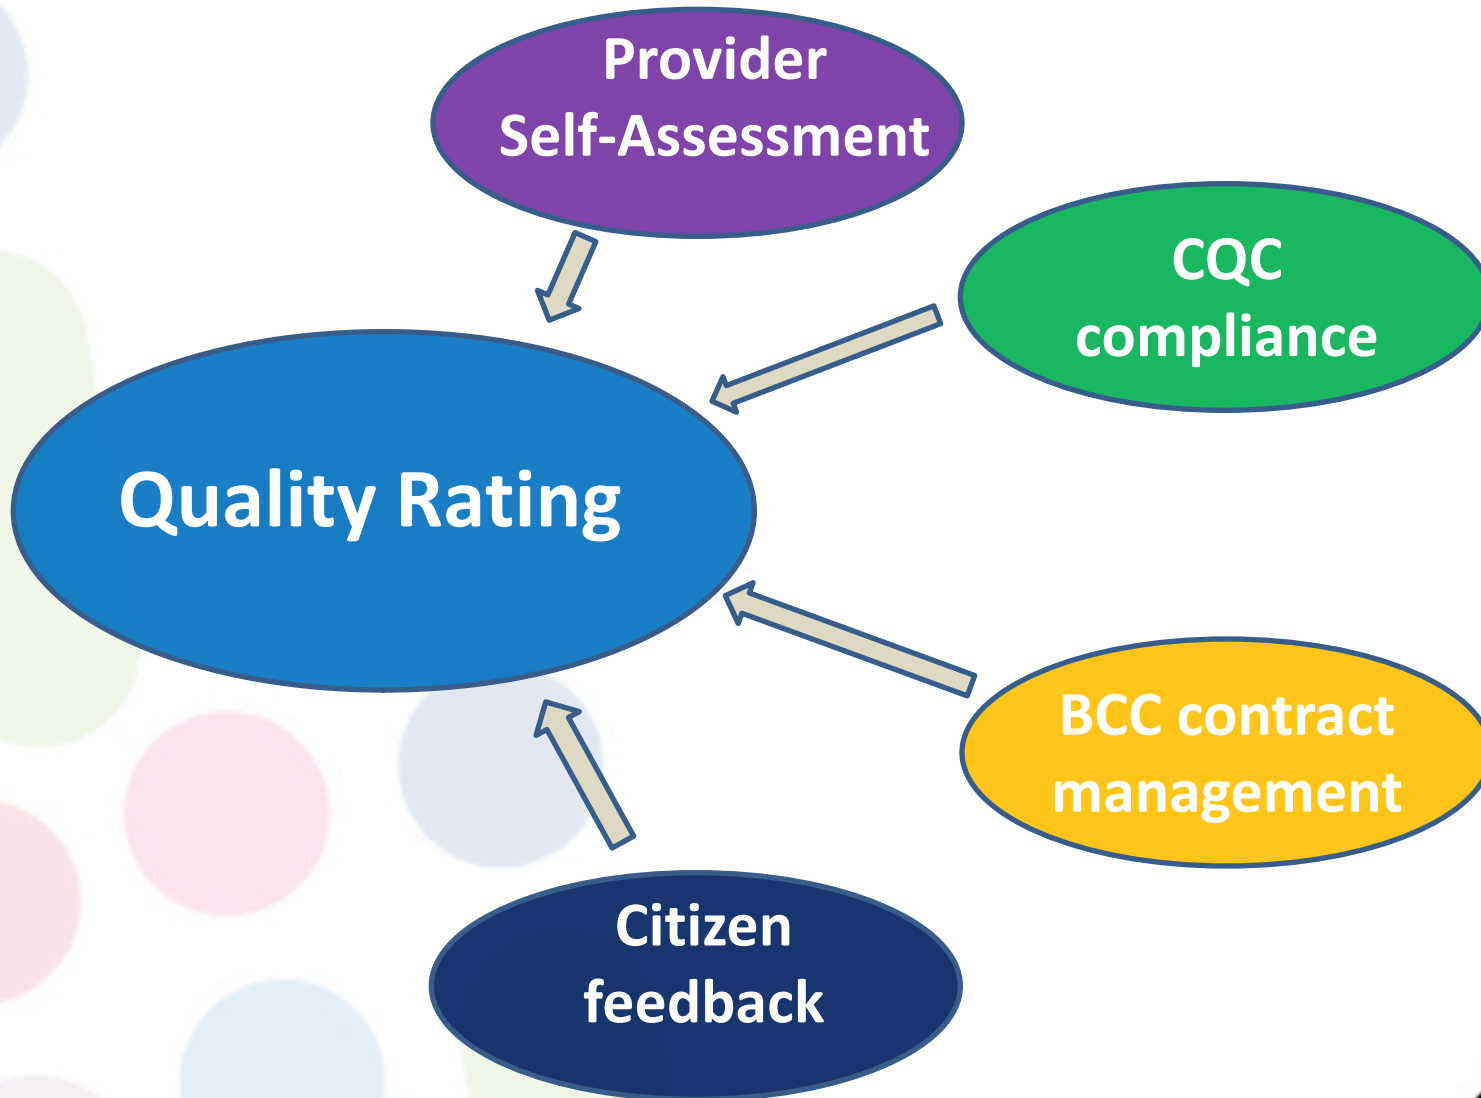 Provider
Self-Assessment
CQC
compliance
Quality Rating
BCC contract
management
Citizen
feedback